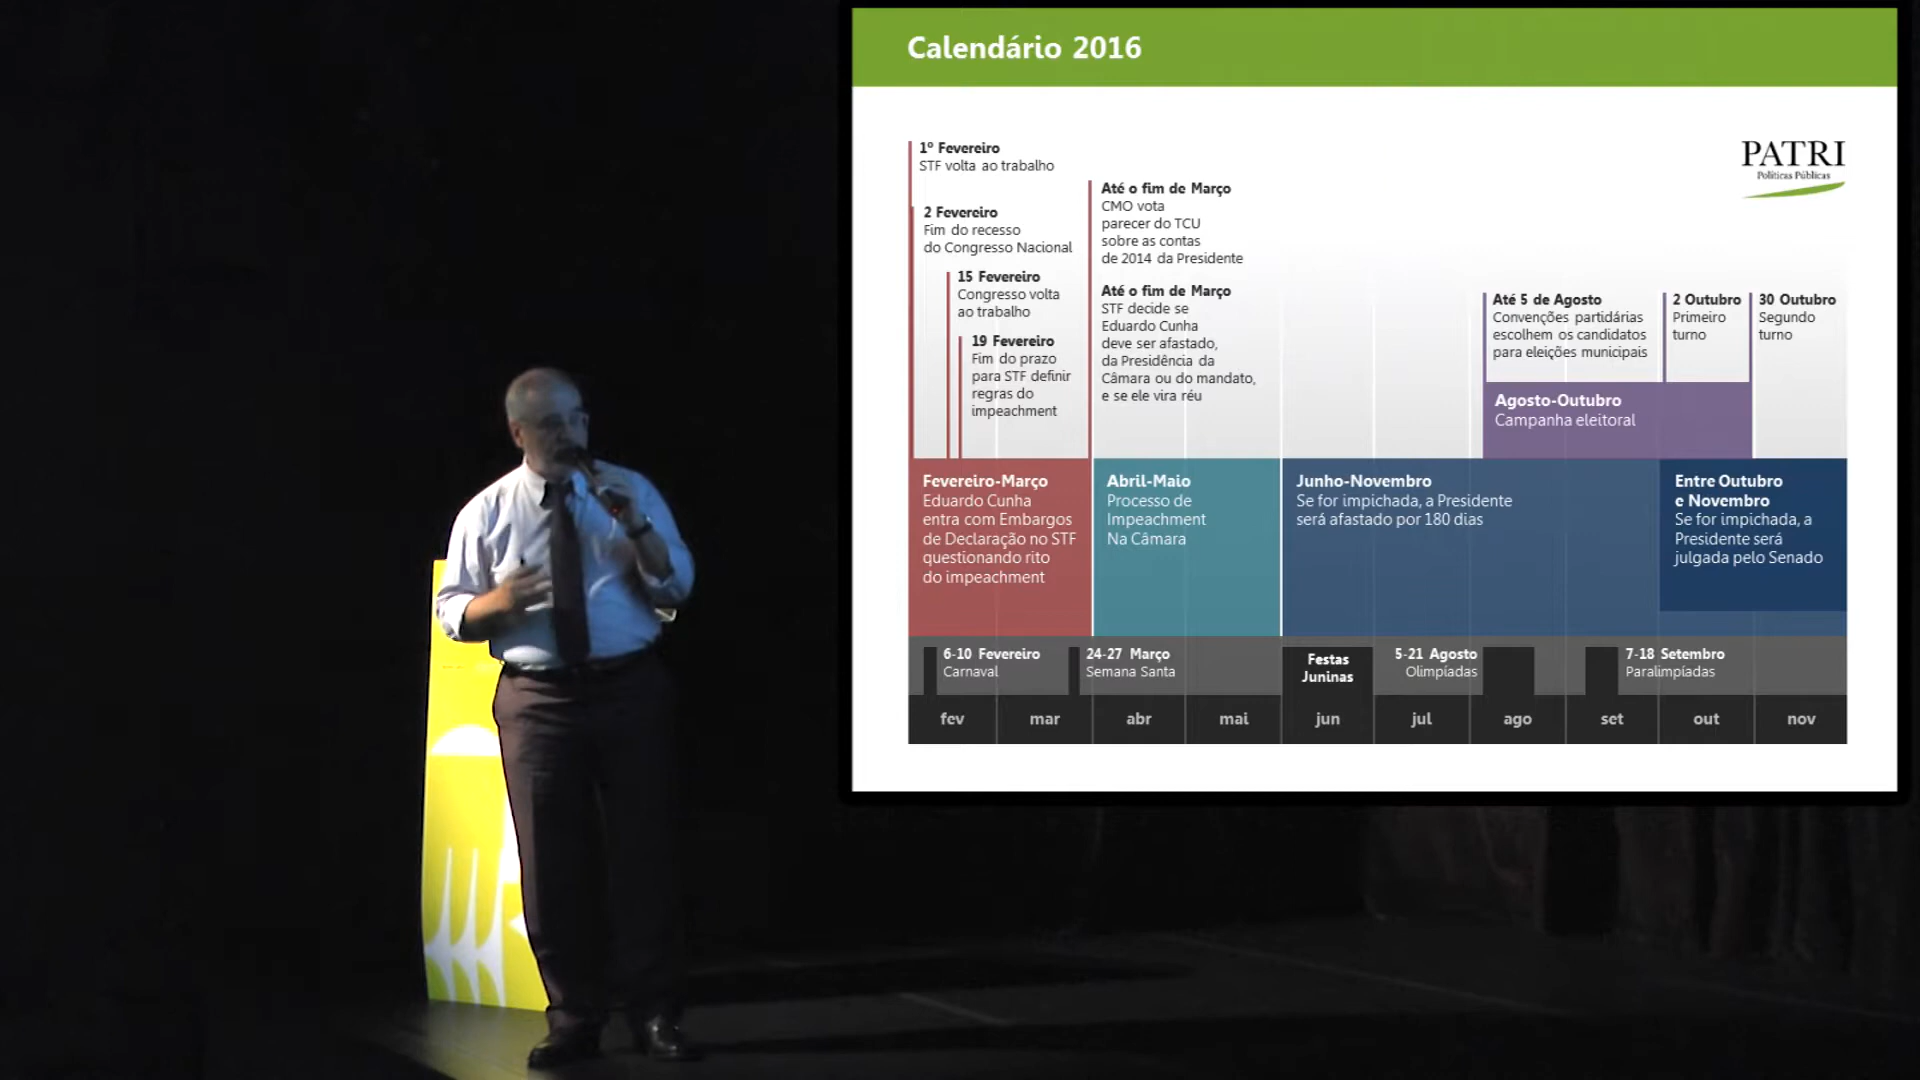 Calendário 2016
PATRI
Políticas Públicas
1º Fevereiro
STF volta ao trabalho
2 Fevereiro
Fim do recesso
do Congresso Nacional
15 Fevereiro
Congresso volta
ao trabalho
19 Fevereiro
Fim do prazo
para STF definir
regras do
impeachment
Até o fim de Março
CMO vota
parecer do TCU
sobre as contas
de 2014 da Presidente
Até o fim de Março
STF decide se
Eduardo Cunha
deve ser afastado,
da Presidência da
Câmara ou do mandato,
e se ele vira réu
Até 5 de Agosto
Convenções partidárias
escolhem os candidatos
para eleições municipais
2 Outubro
Primeiro
turno
30 Outubro
Segundo
turno
Agosto-Outubro
Campanha eleitoral
Fevereiro-Março
Eduardo Cunha
entra com Embargos
de Declaração no STF
questionando rito
do impeachment
Abril-Maio
Processo de
Impeachment
Na Câmara
Junho-Novembro
Se for impichada, a Presidente
será afastado por 180 dias
Entre Outubro
e Novembro
Se for impichada, a
Presidente será
julgada pelo Senado
6-10 Fevereiro
Carnaval
24-27 Março
Semana Santa
Festas
Juninas
5-21 Agosto
Olimpíadas
7-18 Setembro
Paralimpíadas
fev mar abr mai jun jul ago set out nov